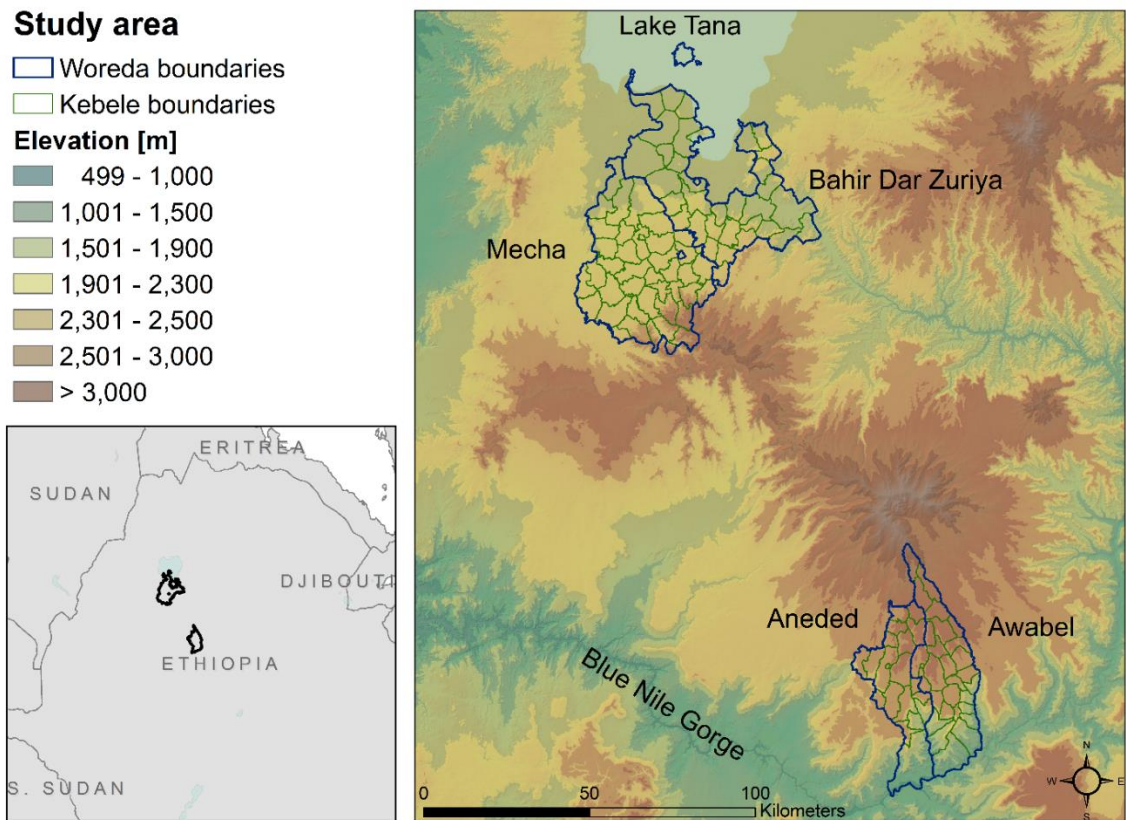 Study area
Woreda boundaries
Kebele boundaries
Elevation [m]
499 - 1,000
1,001 - 1,500
1,501 - 1,900
1,901 - 2,300
2,301 - 2,500
2,501 - 3,000
> 3,000
ERITREA
SUDAN
DJIBOUTI
ETHIOPIA
S. SUDAN
Lake Tana
Bahir Dar Zuriya
Mecha
Aneded
Awabel
Blue Nile Gorge
N
W E
S
0 50 100
Kilometers